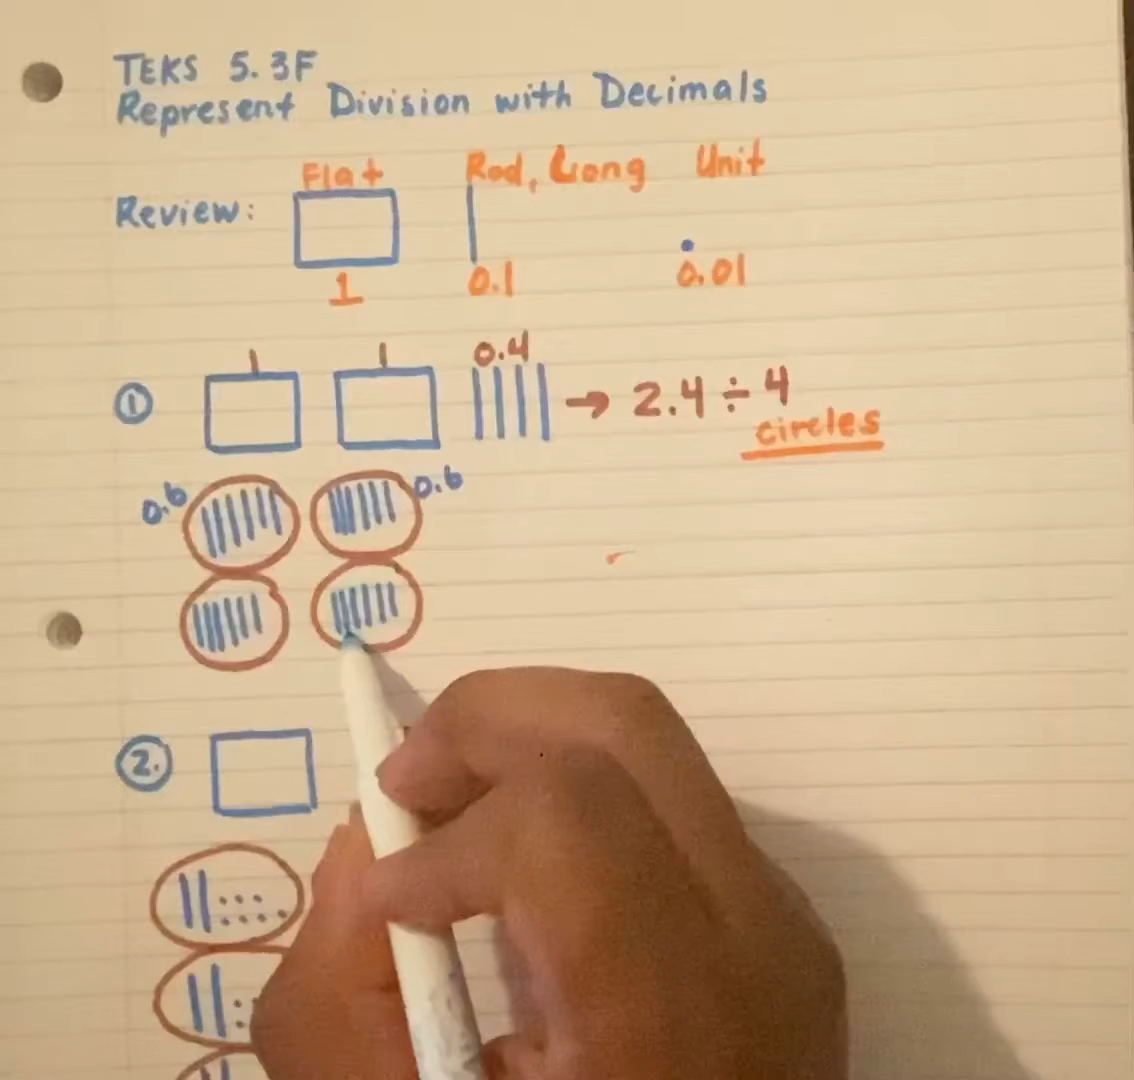 TEKS 5.3F
Represent Division with Decimals
Flat Rod, Long Unit
Review:
1 0.1 0.01
1 1 0.4
① → 2.4 ÷ 4
circles
0.6 0.6
2.